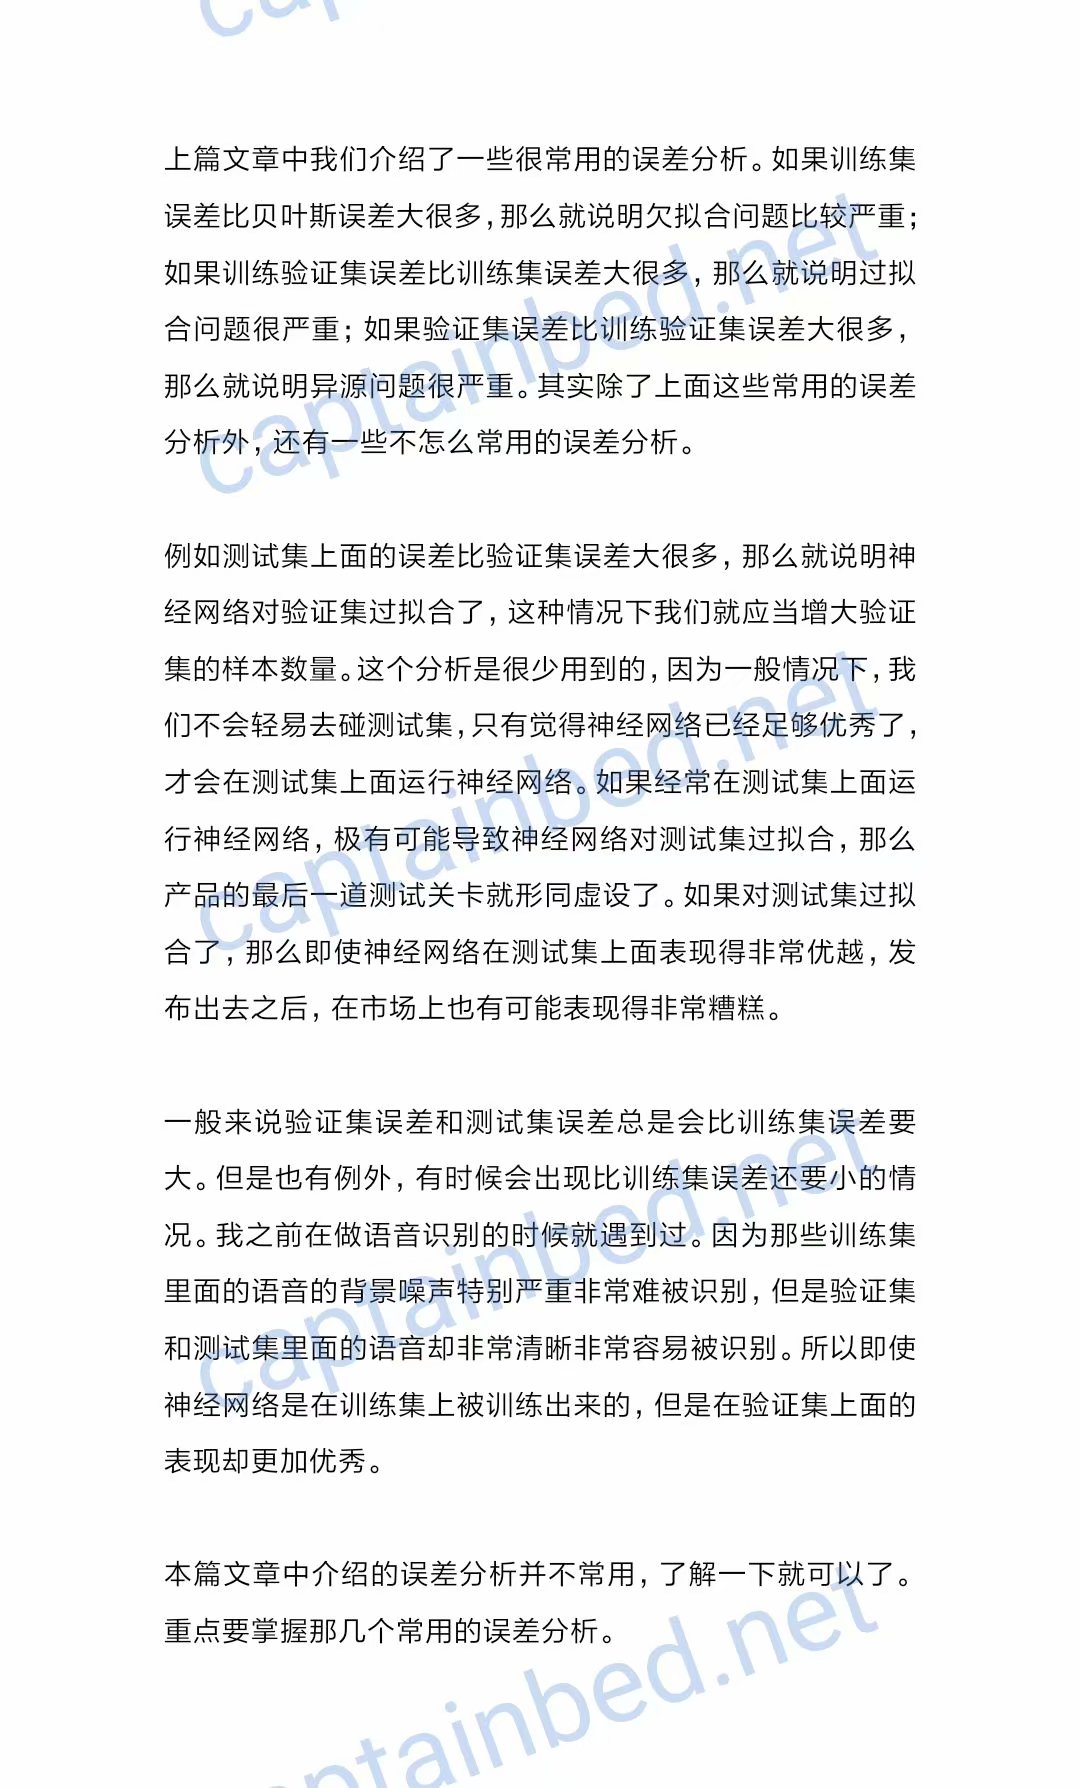 captainbed.net
上篇文章中我们介绍了一些很常用的误差分析。如果训练集
误差比贝叶斯误差大很多，那么就说明欠拟合问题比较严重；
如果训练验证集误差比训练集误差大很多，那么就说明过拟
合问题很严重；如果验证集误差比训练验证集误差大很多，
那么就说明异源问题很严重。其实除了上面这些常用的误差
分析外，还有一些不怎么常用的误差分析。
captainbed.net
例如测试集上面的误差比验证集误差大很多，那么就说明神
经网络对验证集过拟合了，这种情况下我们就应当增大验证
集的样本数量。这个分析是很少用到的，因为一般情况下，我
们不会轻易去碰测试集，只有觉得神经网络已经足够优秀了，
才会在测试集上面运行神经网络。如果经常在测试集上面运
行神经网络，极有可能导致神经网络对测试集过拟合，那么
产品的最后一道测试关卡就形同虚设了。如果对测试集过拟
合了，那么即使神经网络在测试集上面表现得非常优越，发
布出去之后，在市场上也有可能表现得非常糟糕。
captainbed.net
一般来说验证集误差和测试集误差总是会比训练集误差要
大。但是也有例外，有时候会出现比训练集误差还要小的情
况。我之前在做语音识别的时候就遇到过。因为那些训练集
里面的语音的背景噪声特别严重非常难被识别，但是验证集
和测试集里面的语音却非常清晰非常容易被识别。所以即使
神经网络是在训练集上被训练出来的，但是在验证集上面的
表现却更加优秀。
captainbed.net
本篇文章中介绍的误差分析并不常用，了解一下就可以了。
重点要掌握那几个常用的误差分析。